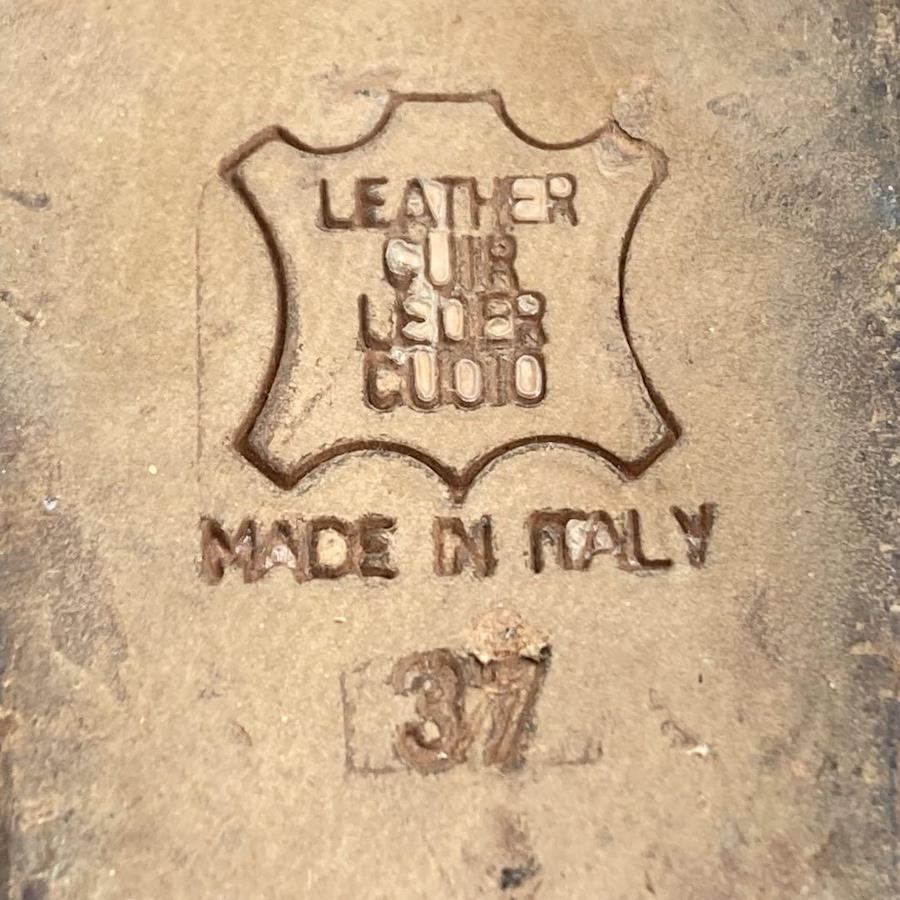 LEATHER
CUIR
LEDER
CUOIO
MADE IN ITALY
37